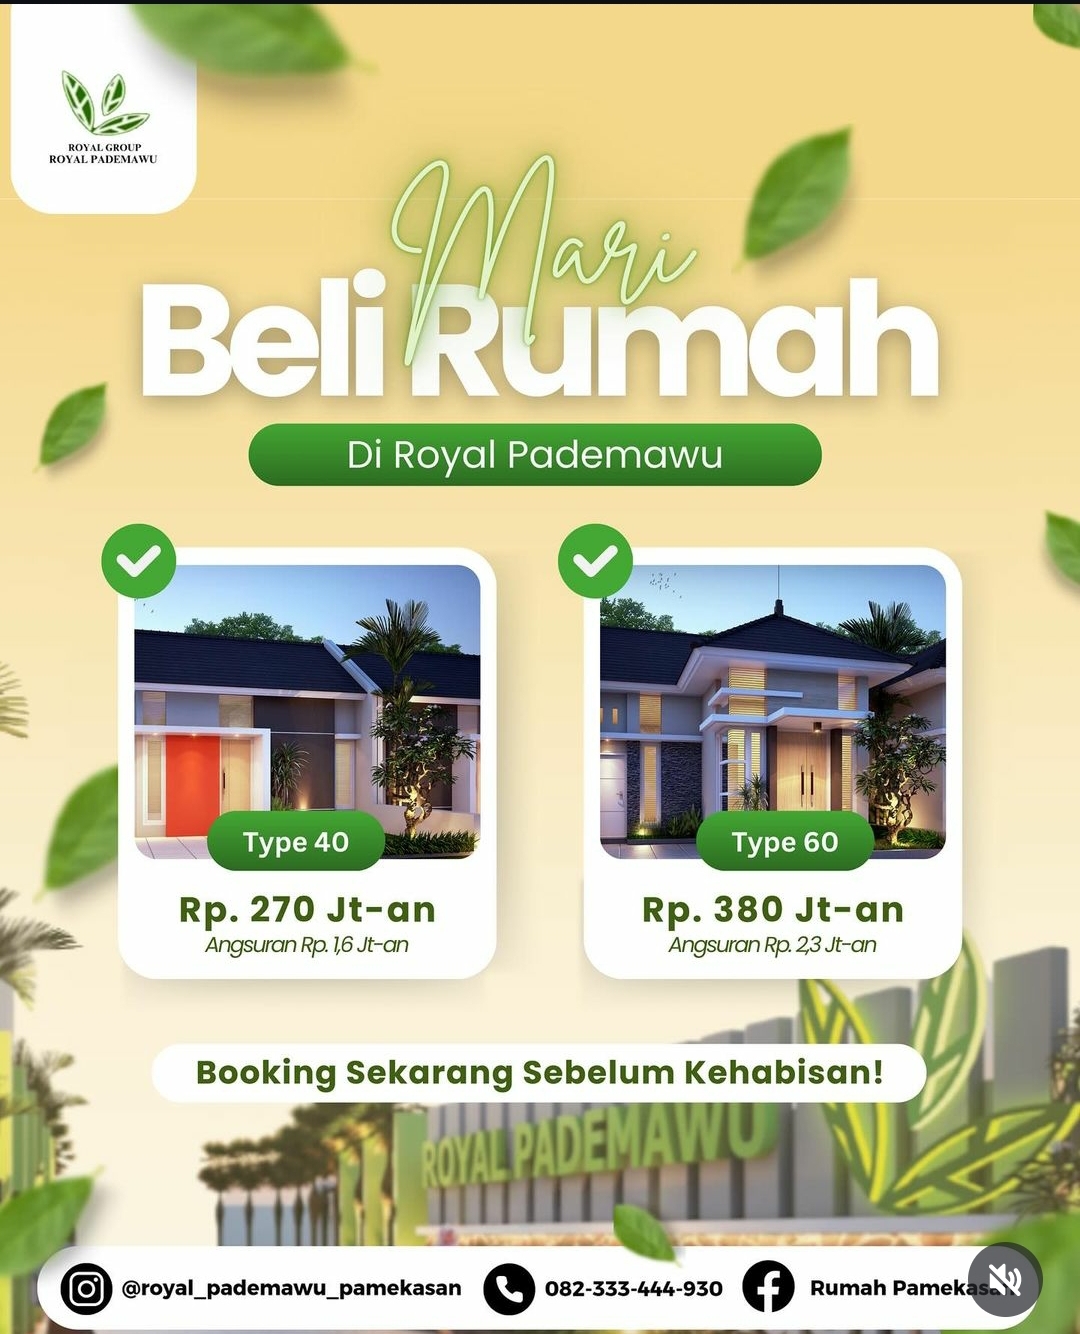 ROYAL GROUP
ROYAL PADEMAWU
Mari
Beli Rumah
Di Royal Pademawu
Type 40
Rp. 270 Jt-an
Angsuran Rp. 1,6 Jt-an
Type 60
Rp. 380 Jt-an
Angsuran Rp. 2,3 Jt-an
Booking Sekarang Sebelum Kehabisan!
ROYAL PADEMAWU
@royal_pademawu_pamekasan
082-333-444-930
Rumah Pamekasan